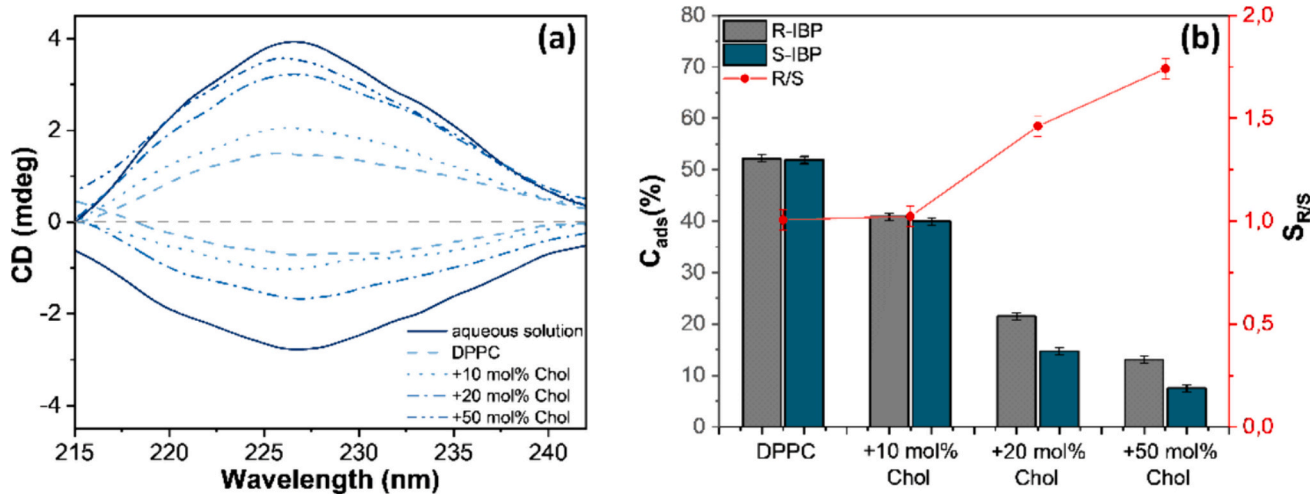 (a)
CD (mdeg)
4
2
0
-2
-4
215
220
225
230
235
240
Wavelength (nm)
aqueous solution
DPPC
+10 mol% Chol
+20 mol% Chol
+50 mol% Chol
(b)
C_ads(%)
80
70
60
50
40
30
20
10
0
R-IBP
S-IBP
R/S
2,0
1,5
1,0
0,5
0,0
S_R/S
DPPC
+10 mol%
Chol
+20 mol%
Chol
+50 mol%
Chol